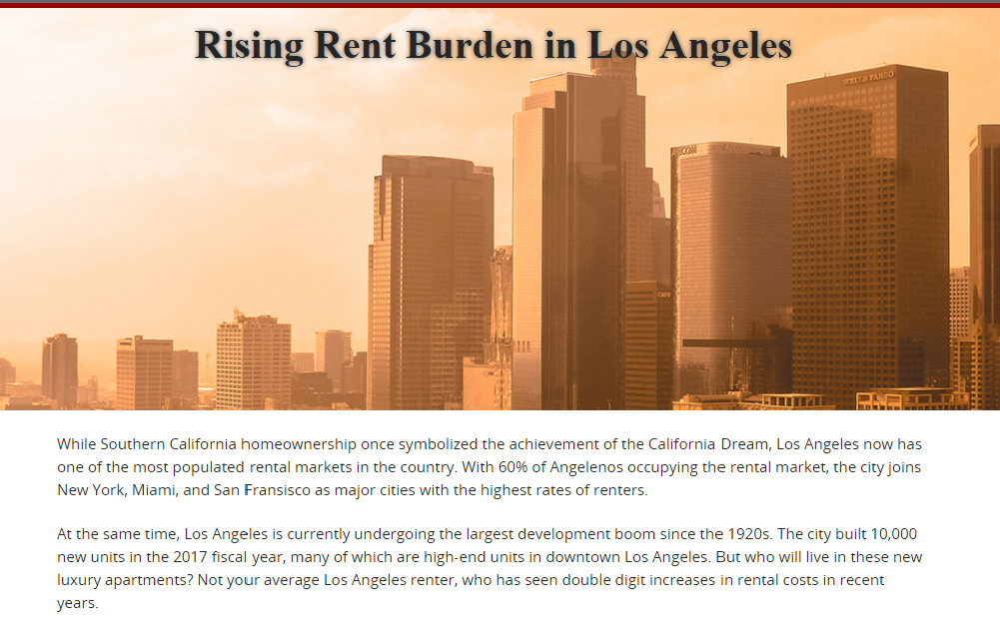 Rising Rent Burden in Los Angeles
WELLS FARGO
While Southern California homeownership once symbolized the achievement of the California Dream, Los Angeles now has
one of the most populated rental markets in the country. With 60% of Angelenos occupying the rental market, the city joins
New York, Miami, and San Fransisco as major cities with the highest rates of renters.
At the same time, Los Angeles is currently undergoing the largest development boom since the 1920s. The city built 10,000
new units in the 2017 fiscal year, many of which are high-end units in downtown Los Angeles. But who will live in these new
luxury apartments? Not your average Los Angeles renter, who has seen double digit increases in rental costs in recent
years.